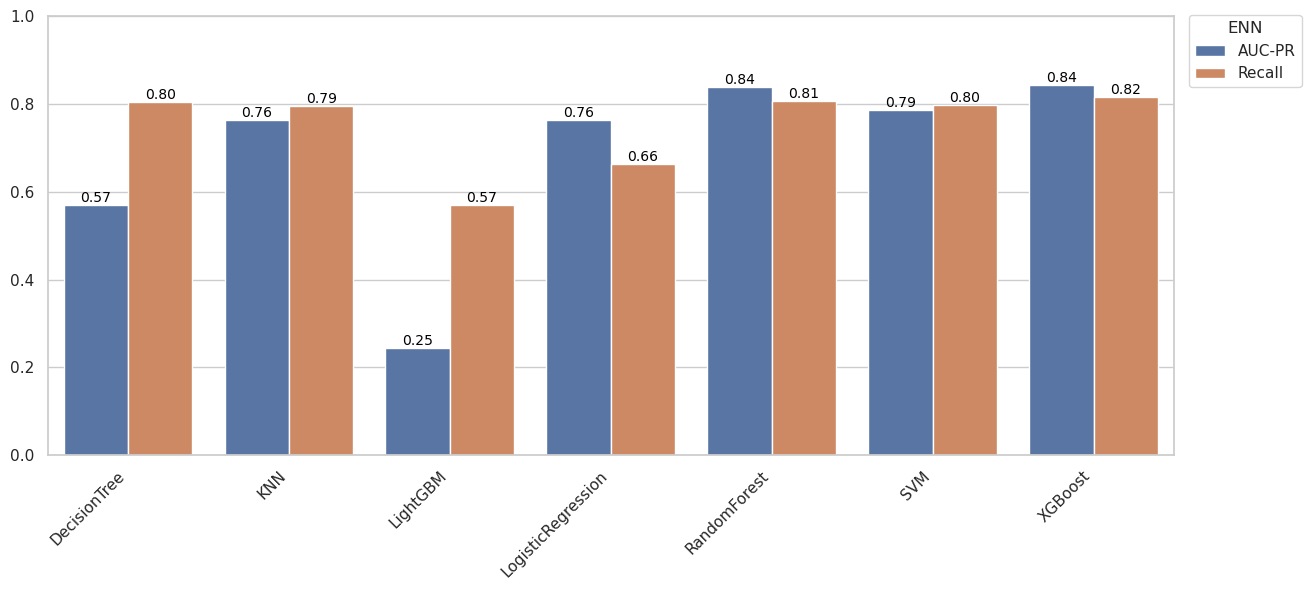 ENN
AUC-PR
Recall
1.0
0.8
0.6
0.4
0.2
0.0
0.57
0.80
0.76
0.79
0.25
0.57
0.76
0.66
0.84
0.81
0.79
0.80
0.84
0.82
DecisionTree
KNN
LightGBM
LogisticRegression
RandomForest
SVM
XGBoost